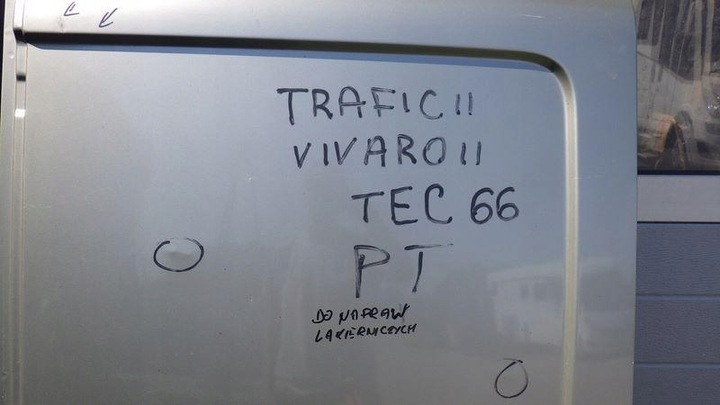 TRAFIC II
VIVARO II
TEC 66
PT
DO NAPRAW
LAKIERNICZYCH